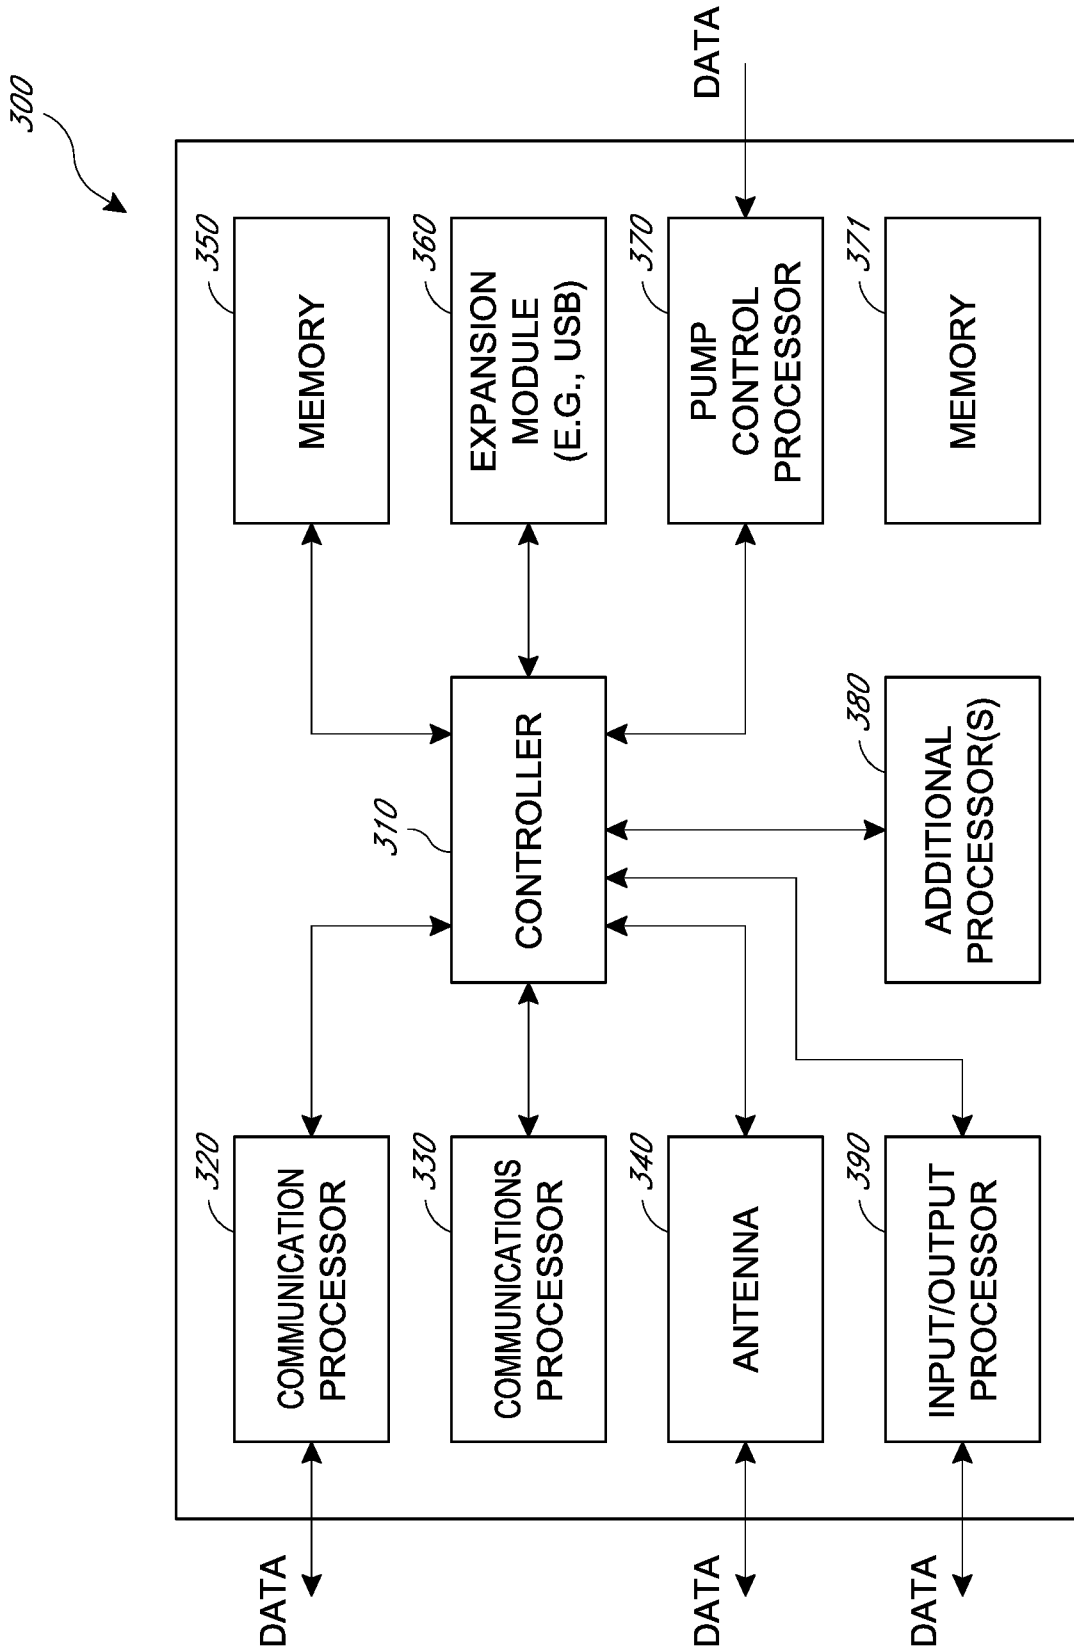 300
320
COMMUNICATION
PROCESSOR
DATA
330
COMMUNICATIONS
PROCESSOR
340
ANTENNA
DATA
390
INPUT/OUTPUT
PROCESSOR
DATA
310
CONTROLLER
380
ADDITIONAL
PROCESSOR(S)
350
MEMORY
360
EXPANSION
MODULE
(E.G., USB)
370
PUMP
CONTROL
PROCESSOR
DATA
371
MEMORY